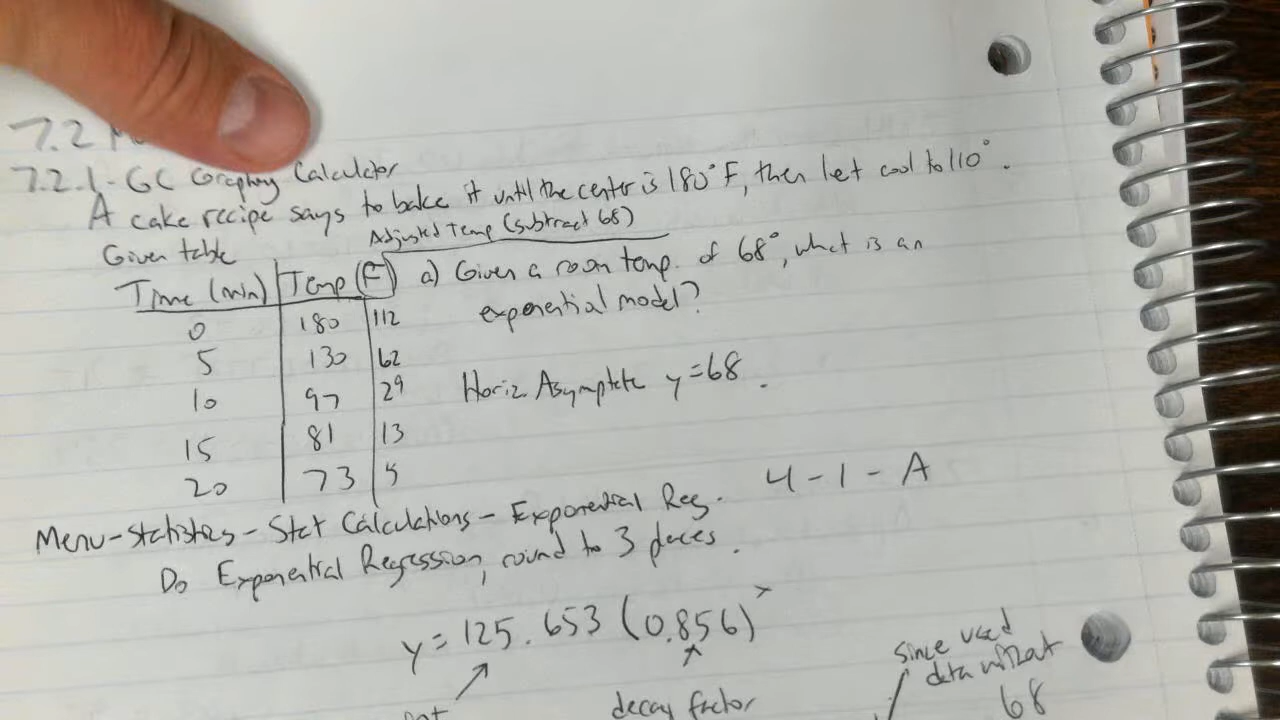 7.2
7.2.1 - GC Graphing Calculator
A cake recipe says to bake it until the center is 180°F, then let cool to 110°.
Given table
Adjusted Temp (subtract 68)
Time (min) Temp (F)
0 180 112
5 130 62
10 97 29
15 81 13
20 73 5
a) Given a room temp. of 68°, what is an
exponential model?
Horiz Asymptote y=68.
Menu-Statistics - Stat Calculations - Exponential Reg. 4-1-A
Do Exponential Regression, round to 3 places.
y = 125.653 (0.856)^x
decay factor
since used
data without
68